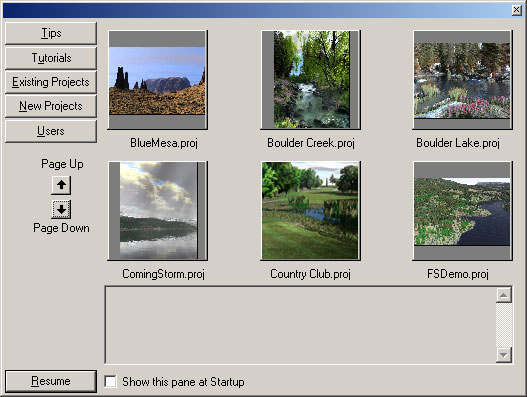 Tips
Tutorials
Existing Projects
New Projects
Users
Page Up
Page Down
BlueMesa.proj
Boulder Creek.proj
Boulder Lake.proj
ComingStorm.proj
Country Club.proj
FSDemo.proj
Resume
Show this pane at Startup